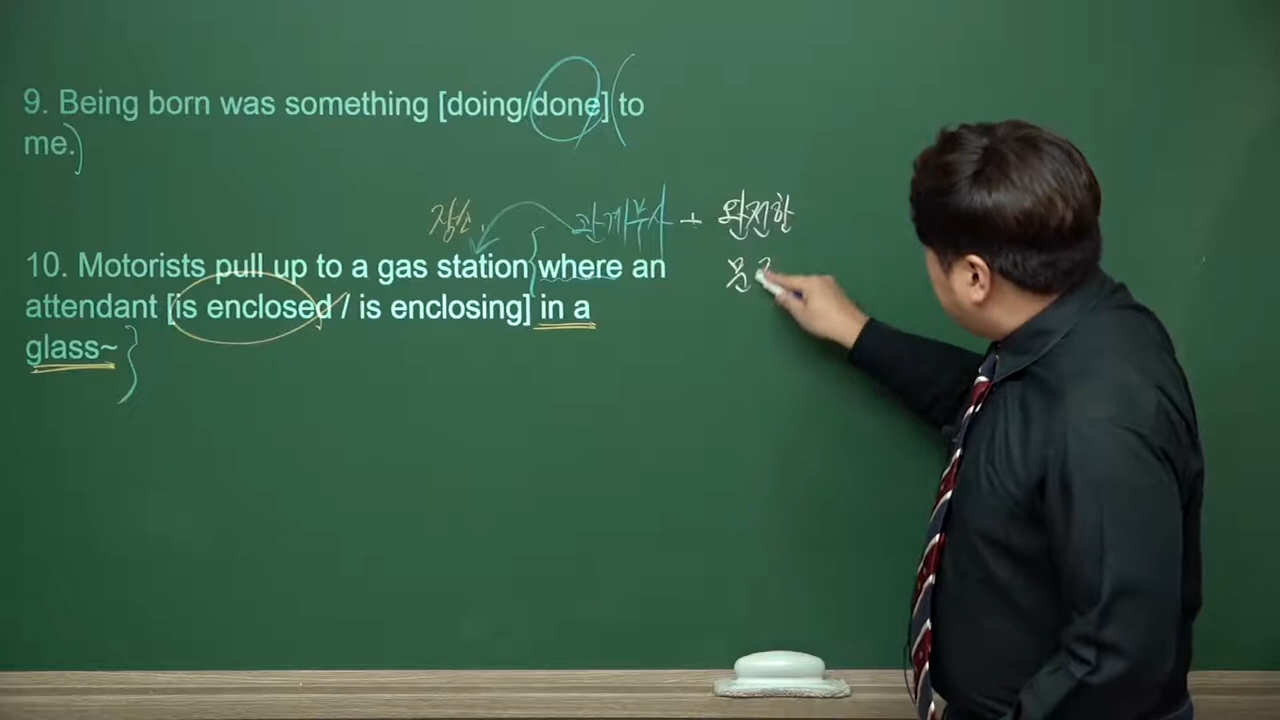 9. Being born was something [doing/done] to
me.
장소
관계부사 + 완전한
10. Motorists pull up to a gas station where an
문
attendant [is enclosed / is enclosing] in a
glass~